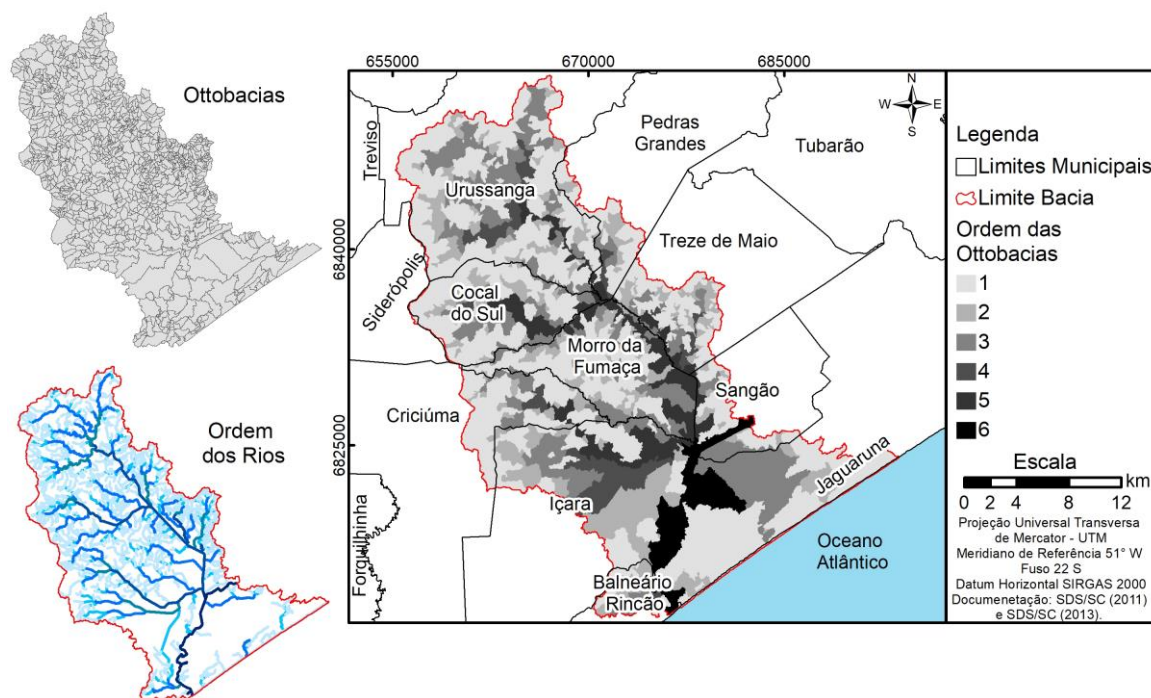 Ottobacias
Ordem
dos Rios
655000
670000
685000
6840000
6825000
Treviso
Siderópolis
Urussanga
Pedras
Grandes
Tubarão
Treze de Maio
Cocal
do Sul
Morro da
Fumaça
Sangão
Criciúma
Içara
Jaguaruna
Forquilhinha
Balneário
Rincão
Oceano
Atlântico
N
W E
S
Legenda
Limites Municipais
Limite Bacia
Ordem das
Ottobacias
1
2
3
4
5
6
Escala
km
0 2 4 8 12
Projeção Universal Transversa
de Mercator - UTM
Meridiano de Referência 51° W
Fuso 22 S
Datum Horizontal SIRGAS 2000
Documenetação: SDS/SC (2011)
e SDS/SC (2013).